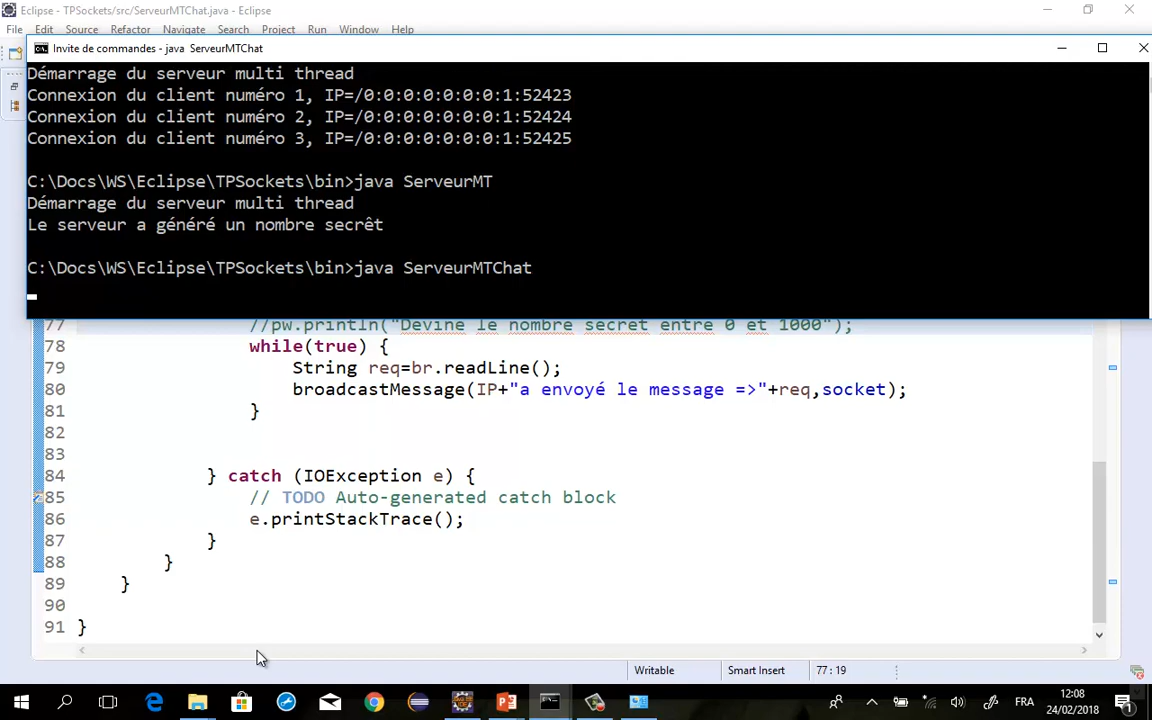 Eclipse - TPSockets/src/ServeurMTChat.java - Eclipse
File Edit Source Refactor Navigate Search Project Run Window Help
Invite de commandes - java ServeurMTChat
Démarrage du serveur multi thread
Connexion du client numéro 1, IP=/0:0:0:0:0:0:0:1:52423
Connexion du client numéro 2, IP=/0:0:0:0:0:0:0:1:52424
Connexion du client numéro 3, IP=/0:0:0:0:0:0:0:1:52425
C:\Docs\WS\Eclipse\TPSockets\bin>java ServeurMT
Démarrage du serveur multi thread
Le serveur a généré un nombre secrêt
C:\Docs\WS\Eclipse\TPSockets\bin>java ServeurMTChat
77 //pw.println("Devine le nombre secret entre 0 et 1000");
78 while(true) {
79 String req=br.readLine();
80 broadcastMessage(IP+"a envoyé le message =>"+req,socket);
81 }
82
83
84 } catch (IOException e) {
85 // TODO Auto-generated catch block
86 e.printStackTrace();
87 }
88 }
89 }
90
91 }
Writable Smart Insert 77 : 19
FRA 12:08
24/02/2018